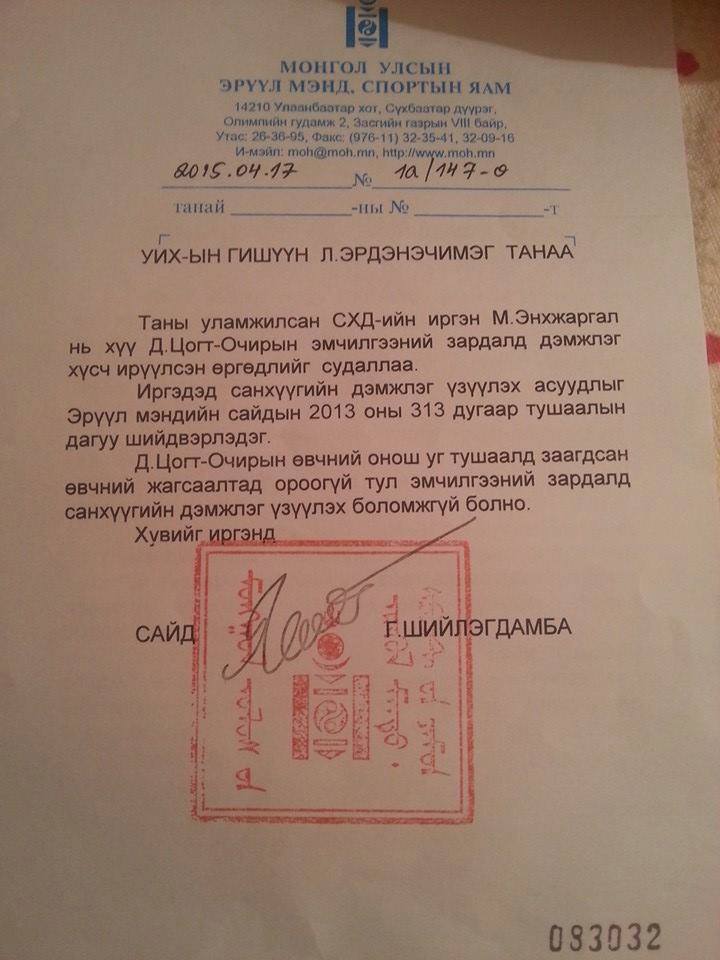 МОНГОЛ УЛСЫН
ЭРҮҮЛ МЭНД, СПОРТЫН ЯАМ
14210 Улаанбаатар хот, Сүхбаатар дүүрэг,
Олимпийн гудамж 2, Засгийн газрын VIII байр,
Утас: 26-36-95, Факс: (976-11) 32-35-41, 32-09-16
И-мэйл: moh@moh.mn, http://www.moh.mn
2015.04.17 № 1а/147-0
танай ____________-ны № ____________-т
УИХ-ЫН ГИШҮҮН Л.ЭРДЭНЭЧИМЭГ ТАНАА
Таны уламжилсан СХД-ийн иргэн М.Энхжаргал
нь хүү Д.Цогт-Очирын эмчилгээний зардалд дэмжлэг
хүсч ирүүлсэн өргөдлийг судаллаа.
Иргэдэд санхүүгийн дэмжлэг үзүүлэх асуудлыг
Эрүүл мэндийн сайдын 2013 оны 313 дугаар тушаалын
дагуу шийдвэрлэдэг.
Д.Цогт-Очирын өвчний онош уг тушаалд заагдсан
өвчний жагсаалтад ороогүй тул эмчилгээний зардалд
санхүүгийн дэмжлэг үзүүлэх боломжгүй болно.
Хувийг иргэнд
САЙД Г.ШИЙЛЭГДАМБА
083032